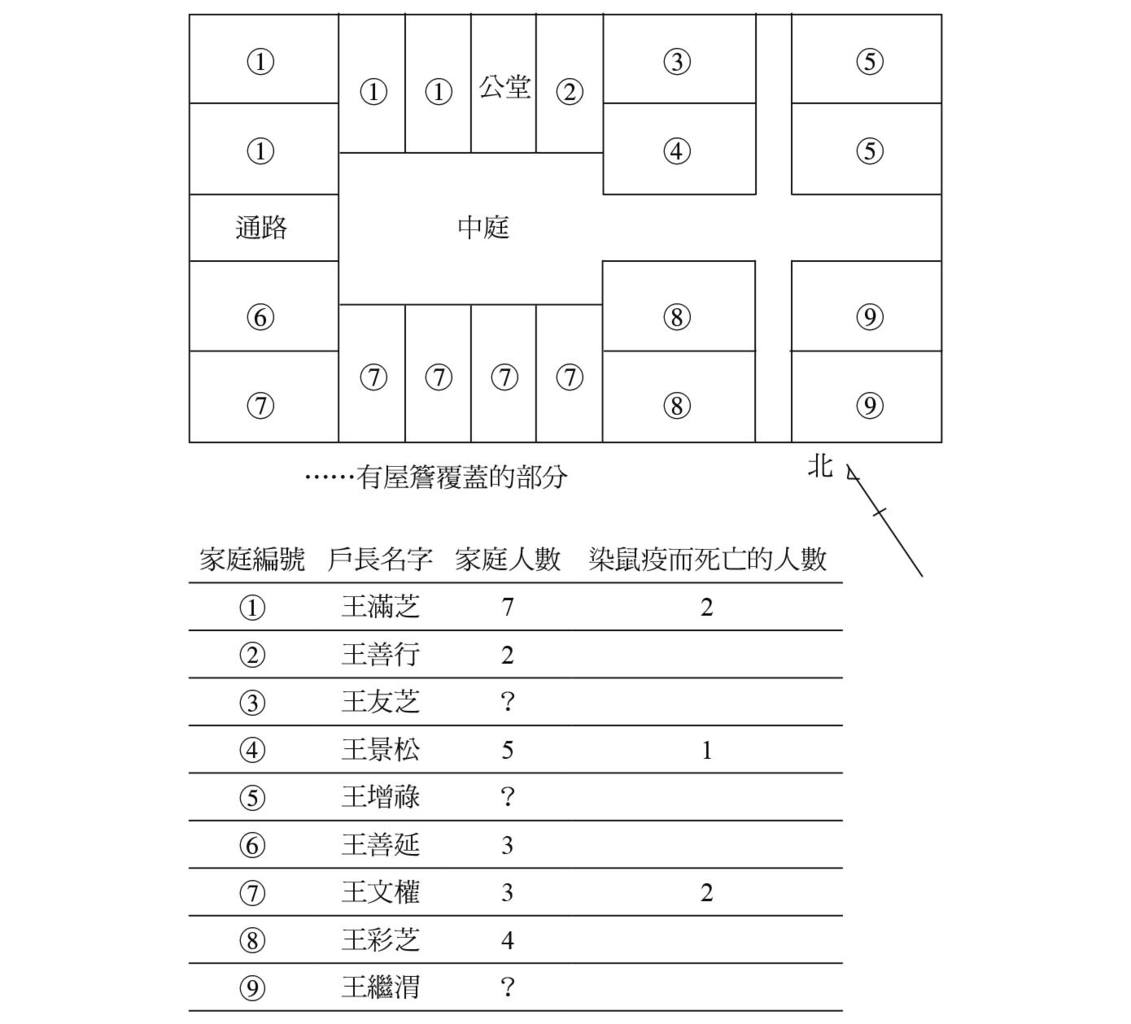 ① ① ① 公堂 ② ③ ⑤
① ④ ⑤
通路 中庭
⑥ ⑧ ⑨
⑦ ⑦ ⑦ ⑦ ⑦ ⑧ ⑨
……有屋簷覆蓋的部分
北
家庭編號 戶長名字 家庭人數 染鼠疫而死亡的人數
① 王滿芝 7 2
② 王善行 2
③ 王友芝 ?
④ 王景松 5 1
⑤ 王增祿 ?
⑥ 王善延 3
⑦ 王文權 3 2
⑧ 王彩芝 4
⑨ 王繼渭 ?